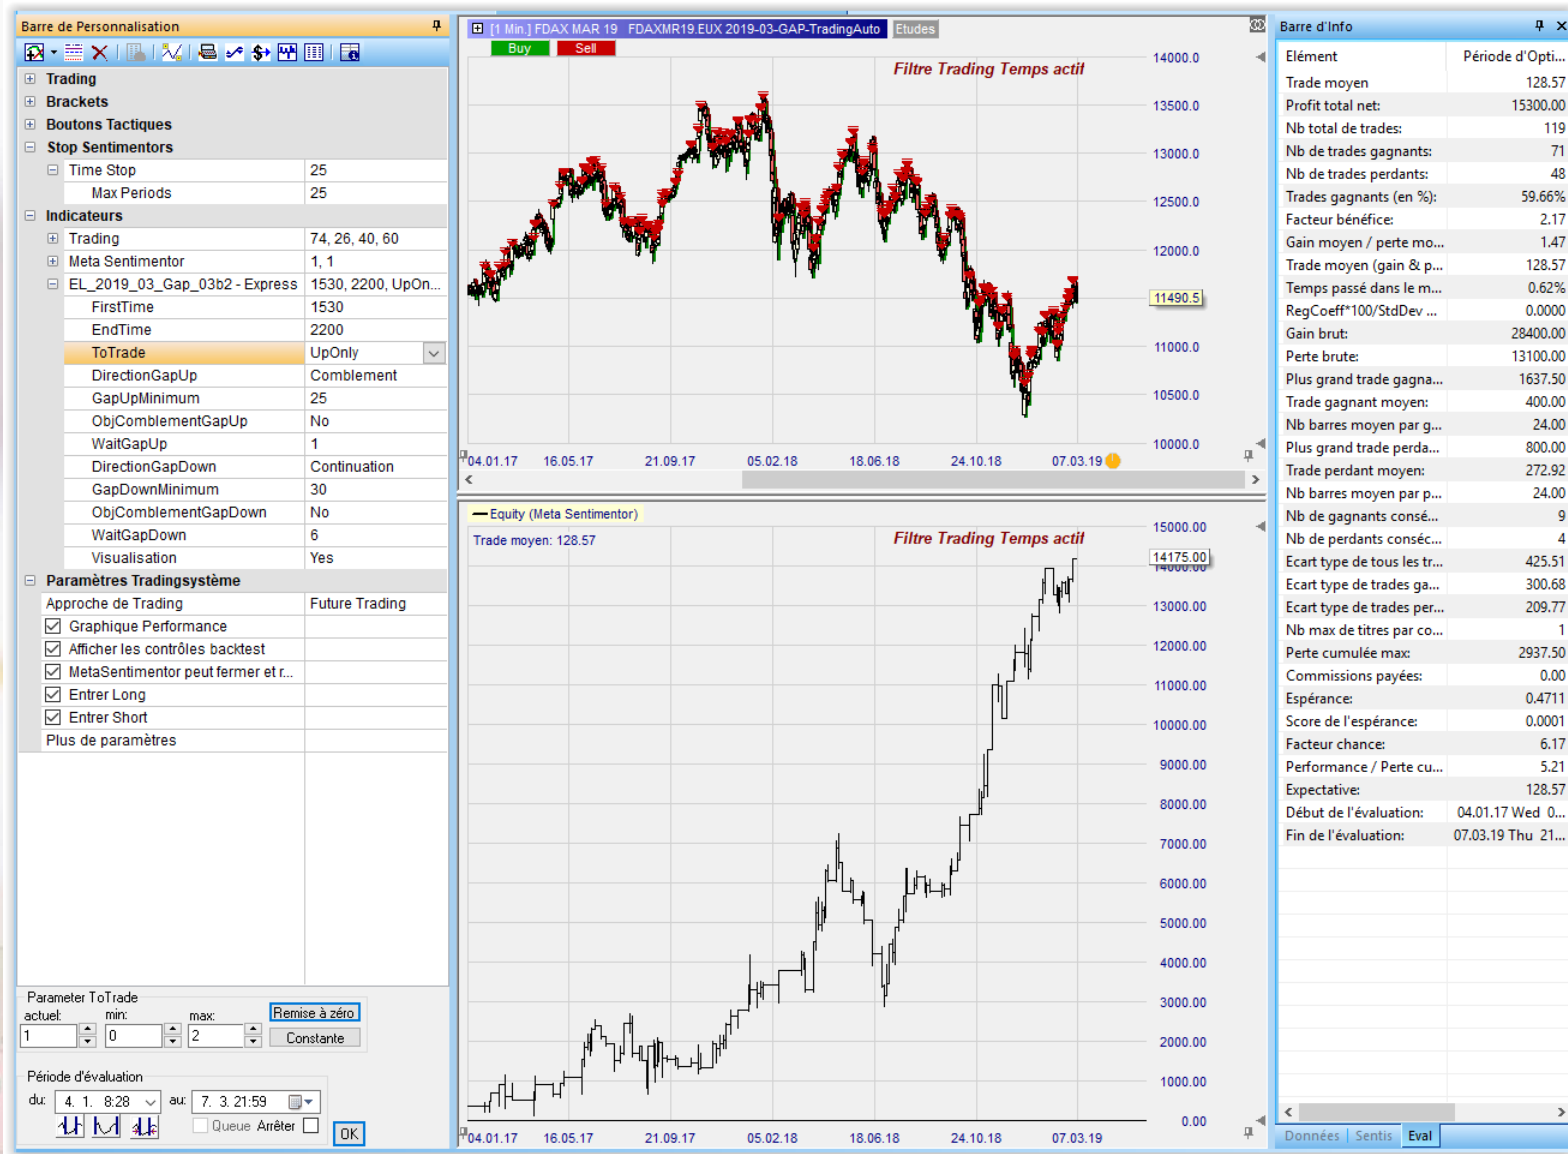 Barre de Personnalisation
Trading
Brackets
Boutons Tactiques
Stop Sentimentors
Time Stop 25
Max Periods 25
Indicateurs
Trading 74, 26, 40, 60
Meta Sentimentor 1, 1
EL_2019_03_Gap_03b2 - Express 1530, 2200, UpOn...
FirstTime 1530
EndTime 2200
ToTrade UpOnly
DirectionGapUp Comblement
GapUpMinimum 25
ObjComblementGapUp No
WaitGapUp 1
DirectionGapDown Continuation
GapDownMinimum 30
ObjComblementGapDown No
WaitGapDown 6
Visualisation Yes
Paramètres Tradingsystème
Approche de Trading Future Trading
Graphique Performance
Afficher les contrôles backtest
MetaSentimentor peut fermer et r...
Entrer Long
Entrer Short
Plus de paramètres
Parameter ToTrade
actuel: min: max: Remise à zéro
1 0 2 Constante
Période d'évaluation
du: 4. 1. 8:28 au: 7. 3. 21:59
Queue Arrêter OK
[1 Min.] FDAX MAR 19 FDAXMR19.EUX 2019-03-GAP-TradingAuto Etudes
Buy Sell
Filtre Trading Temps actif
14000.0
13500.0
13000.0
12500.0
12000.0
11490.5
11000.0
10500.0
10000.0
04.01.17 16.05.17 21.09.17 05.02.18 18.06.18 24.10.18 07.03.19
Equity (Meta Sentimentor)
Trade moyen: 128.57
Filtre Trading Temps actif
15000.00
14175.00
14000.00
13000.00
12000.00
11000.00
10000.00
9000.00
8000.00
7000.00
6000.00
5000.00
4000.00
3000.00
2000.00
1000.00
0.00
04.01.17 16.05.17 21.09.17 05.02.18 18.06.18 24.10.18 07.03.19
Barre d'Info
Elément Période d'Opti...
Trade moyen 128.57
Profit total net: 15300.00
Nb total de trades: 119
Nb de trades gagnants: 71
Nb de trades perdants: 48
Trades gagnants (en %): 59.66%
Facteur bénéfice: 2.17
Gain moyen / perte mo... 1.47
Trade moyen (gain & p... 128.57
Temps passé dans le m... 0.62%
RegCoeff*100/StdDev ... 0.0000
Gain brut: 28400.00
Perte brute: 13100.00
Plus grand trade gagna... 1637.50
Trade gagnant moyen: 400.00
Nb barres moyen par g... 24.00
Plus grand trade perda... 800.00
Trade perdant moyen: 272.92
Nb barres moyen par p... 24.00
Nb de gagnants consé... 9
Nb de perdants conséc... 4
Ecart type de tous les tr... 425.51
Ecart type de trades ga... 300.68
Ecart type de trades per... 209.77
Nb max de titres par co... 1
Perte cumulée max: 2937.50
Commissions payées: 0.00
Espérance: 0.4711
Score de l'espérance: 0.0001
Facteur chance: 6.17
Performance / Perte cu... 5.21
Expectative: 128.57
Début de l'évaluation: 04.01.17 Wed 0...
Fin de l'évaluation: 07.03.19 Thu 21...
Données Sentis Eval